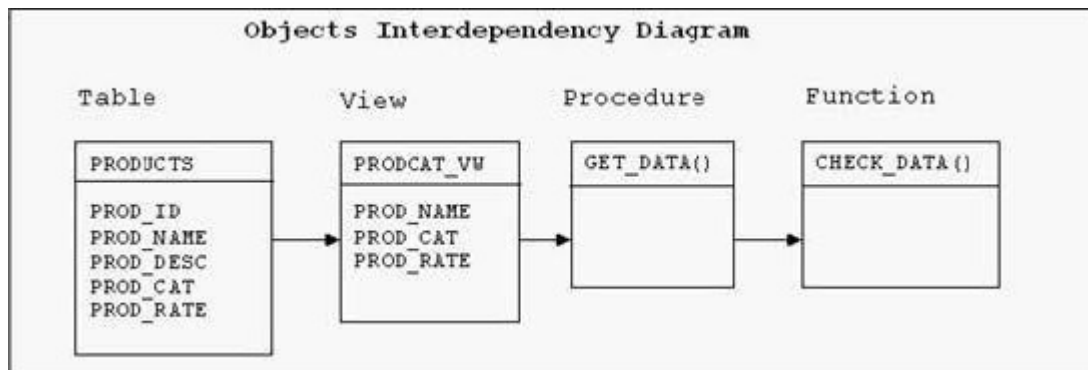 Objects Interdependency Diagram
Table
View
Procedure
Function
PRODUCTS
PROD_ID
PROD_NAME
PROD_DESC
PROD_CAT
PROD_RATE
PRODCAT_VW
PROD_NAME
PROD_CAT
PROD_RATE
GET_DATA()
CHECK_DATA()